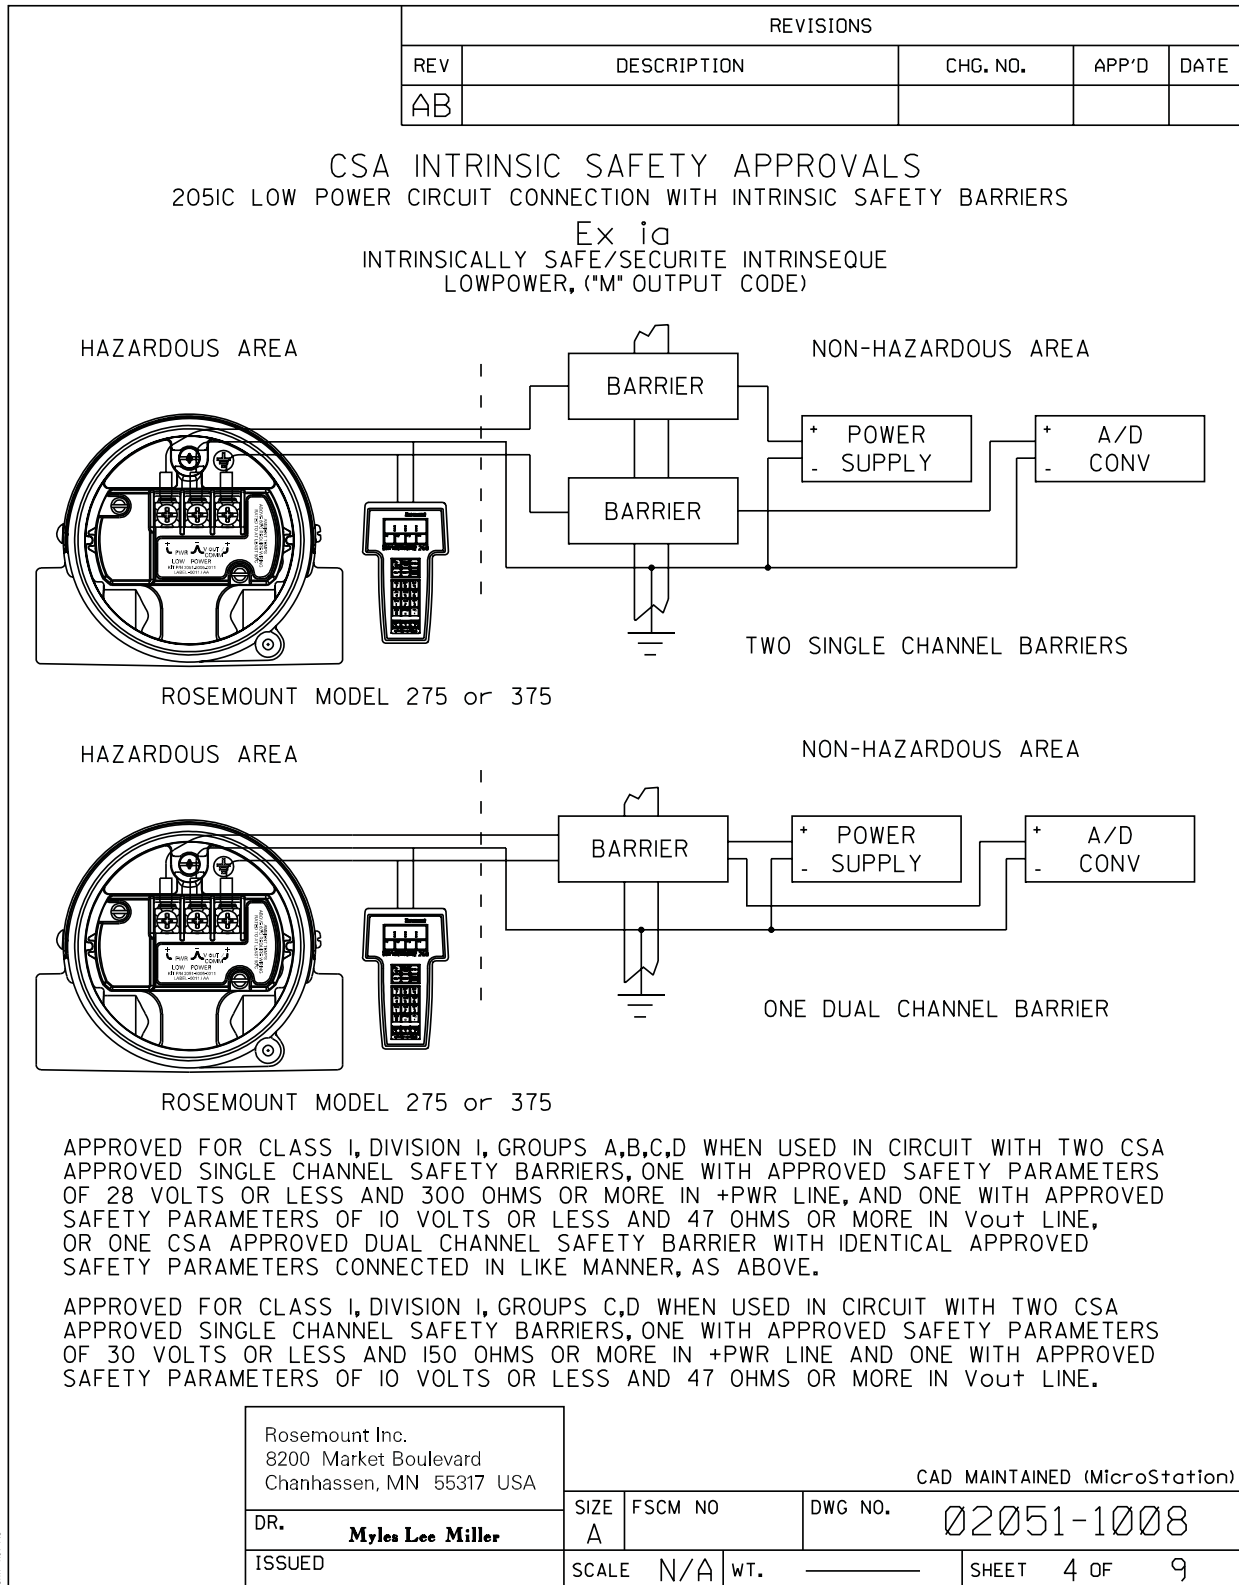 REVISIONS
REV DESCRIPTION CHG. NO. APP'D DATE
AB
CSA INTRINSIC SAFETY APPROVALS
2051C LOW POWER CIRCUIT CONNECTION WITH INTRINSIC SAFETY BARRIERS
Ex ia
INTRINSICALLY SAFE/SECURITE INTRINSEQUE
LOWPOWER, ("M" OUTPUT CODE)
HAZARDOUS AREA
NON-HAZARDOUS AREA
BARRIER
+ POWER
- SUPPLY
+ A/D
- CONV
BARRIER
PWR V OUT
COMM
LOW POWER
TWO SINGLE CHANNEL BARRIERS
ROSEMOUNT MODEL 275 or 375
HAZARDOUS AREA
NON-HAZARDOUS AREA
BARRIER
+ POWER
- SUPPLY
+ A/D
- CONV
PWR V OUT
COMM
LOW POWER
ONE DUAL CHANNEL BARRIER
ROSEMOUNT MODEL 275 or 375
APPROVED FOR CLASS I, DIVISION I, GROUPS A,B,C,D WHEN USED IN CIRCUIT WITH TWO CSA
APPROVED SINGLE CHANNEL SAFETY BARRIERS, ONE WITH APPROVED SAFETY PARAMETERS
OF 28 VOLTS OR LESS AND 300 OHMS OR MORE IN +PWR LINE, AND ONE WITH APPROVED
SAFETY PARAMETERS OF 10 VOLTS OR LESS AND 47 OHMS OR MORE IN Vout LINE,
OR ONE CSA APPROVED DUAL CHANNEL SAFETY BARRIER WITH IDENTICAL APPROVED
SAFETY PARAMETERS CONNECTED IN LIKE MANNER, AS ABOVE.
APPROVED FOR CLASS I, DIVISION I, GROUPS C,D WHEN USED IN CIRCUIT WITH TWO CSA
APPROVED SINGLE CHANNEL SAFETY BARRIERS, ONE WITH APPROVED SAFETY PARAMETERS
OF 30 VOLTS OR LESS AND 150 OHMS OR MORE IN +PWR LINE AND ONE WITH APPROVED
SAFETY PARAMETERS OF 10 VOLTS OR LESS AND 47 OHMS OR MORE IN Vout LINE.
Rosemount Inc.
8200 Market Boulevard
Chanhassen, MN 55317 USA
CAD MAINTAINED (MicroStation)
DR. Myles Lee Miller
SIZE A
FSCM NO
DWG NO. 02051-1008
ISSUED
SCALE N/A WT. SHEET 4 OF 9